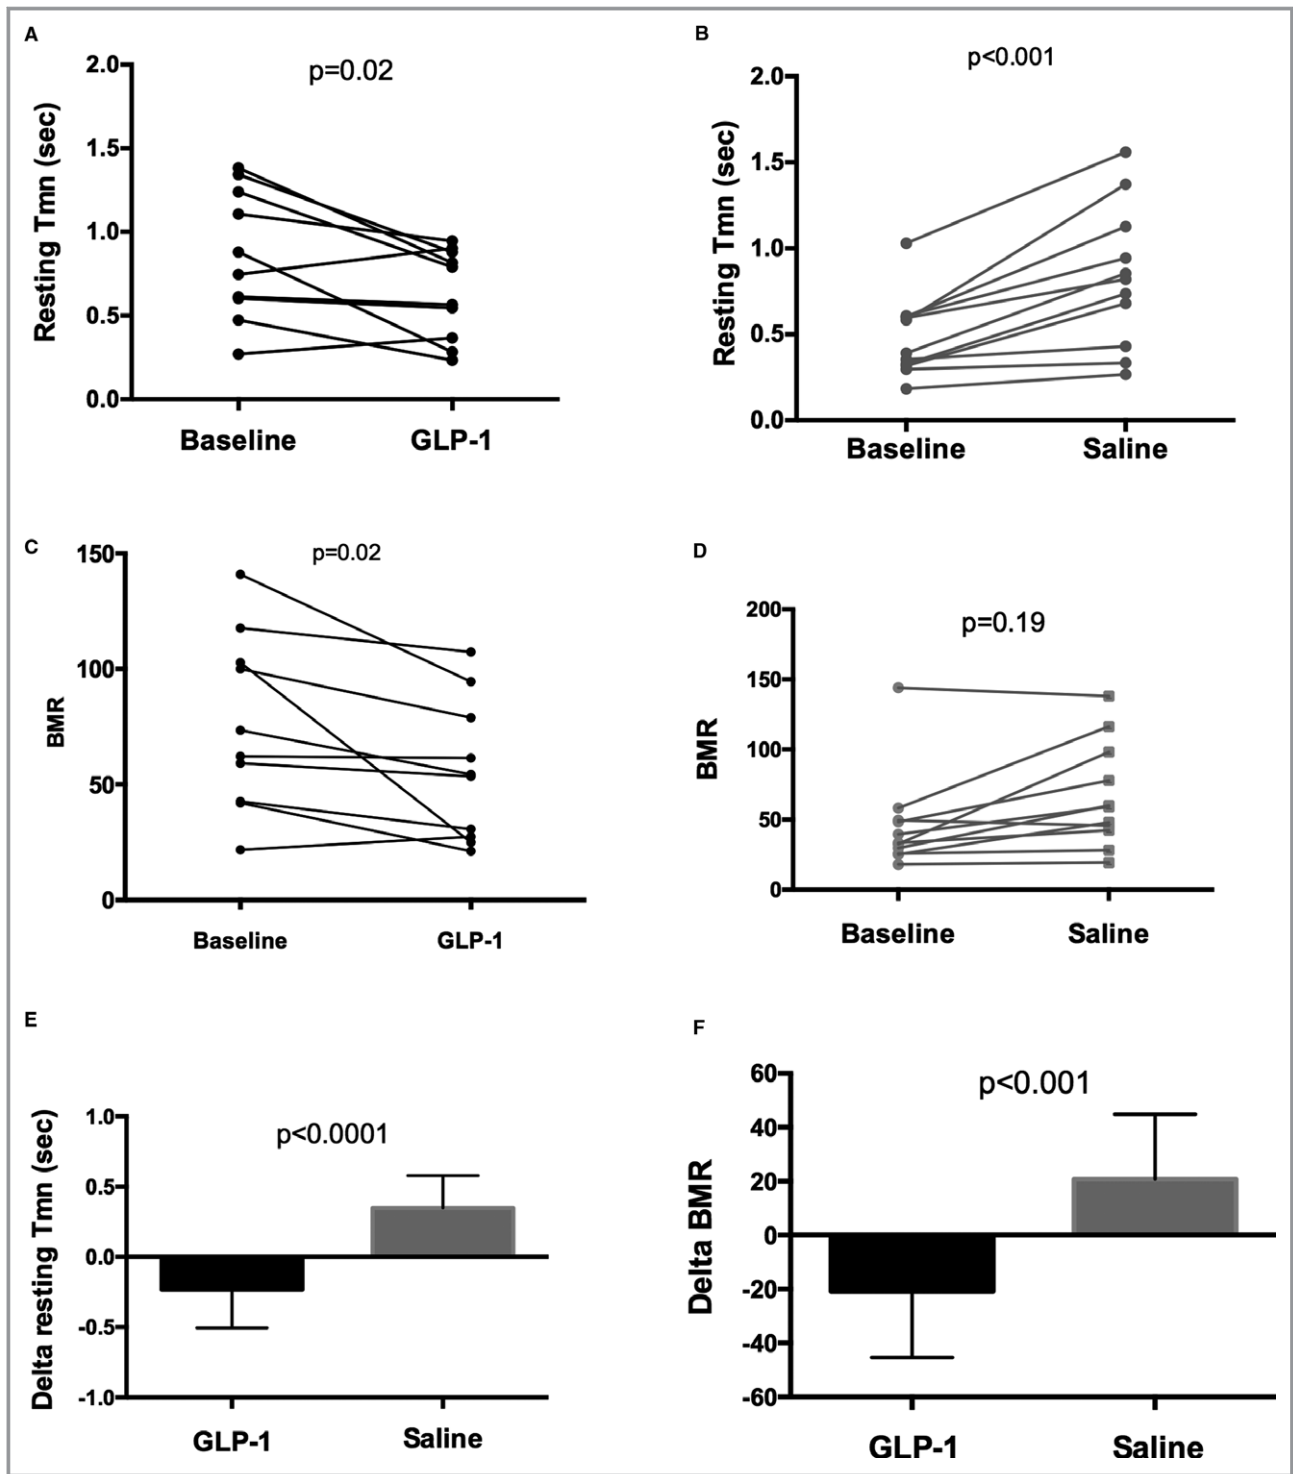 A
p=0.02
Resting Tmn (sec)
2.0
1.5
1.0
0.5
0.0
Baseline
GLP-1
B
p<0.001
Resting Tmn (sec)
2.0
1.5
1.0
0.5
0.0
Baseline
Saline
C
p=0.02
BMR
150
100
50
0
Baseline
GLP-1
D
p=0.19
BMR
200
150
100
50
0
Baseline
Saline
E
p<0.0001
Delta resting Tmn (sec)
1.0
0.5
0.0
-0.5
-1.0
GLP-1
Saline
F
p<0.001
Delta BMR
60
40
20
0
-20
-40
-60
GLP-1
Saline